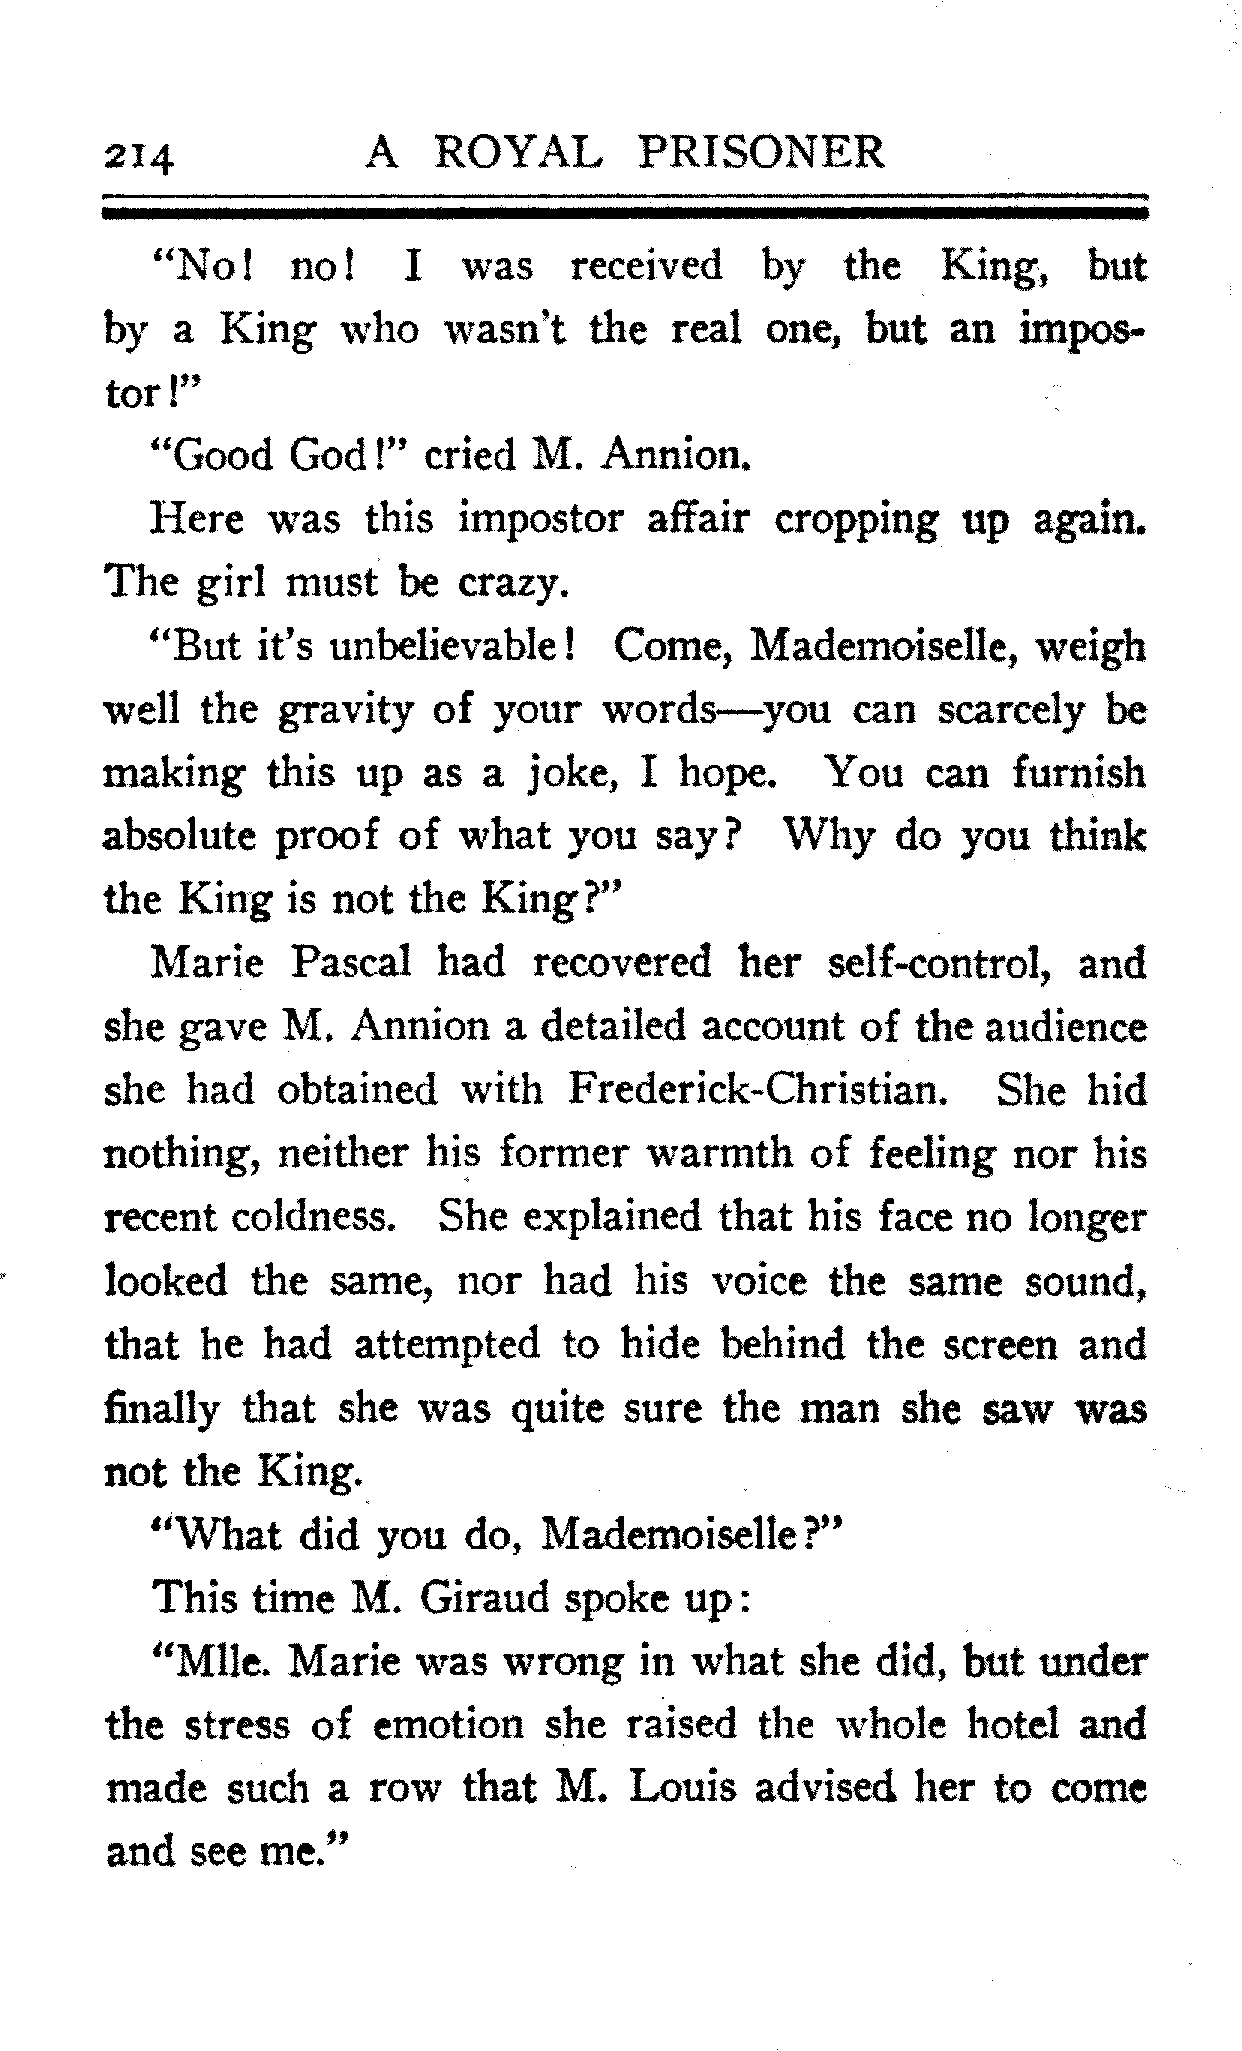 214 A ROYAL PRISONER
"No! no! I was received by the King, but
by a King who wasn't the real one, but an impos-
tor!"
"Good God!" cried M. Annion.
Here was this impostor affair cropping up again.
The girl must be crazy.
"But it's unbelievable! Come, Mademoiselle, weigh
well the gravity of your words—you can scarcely be
making this up as a joke, I hope. You can furnish
absolute proof of what you say? Why do you think
the King is not the King?"
Marie Pascal had recovered her self-control, and
she gave M. Annion a detailed account of the audience
she had obtained with Frederick-Christian. She hid
nothing, neither his former warmth of feeling nor his
recent coldness. She explained that his face no longer
looked the same, nor had his voice the same sound,
that he had attempted to hide behind the screen and
finally that she was quite sure the man she saw was
not the King.
"What did you do, Mademoiselle?"
This time M. Giraud spoke up:
"Mlle. Marie was wrong in what she did, but under
the stress of emotion she raised the whole hotel and
made such a row that M. Louis advised her to come
and see me."